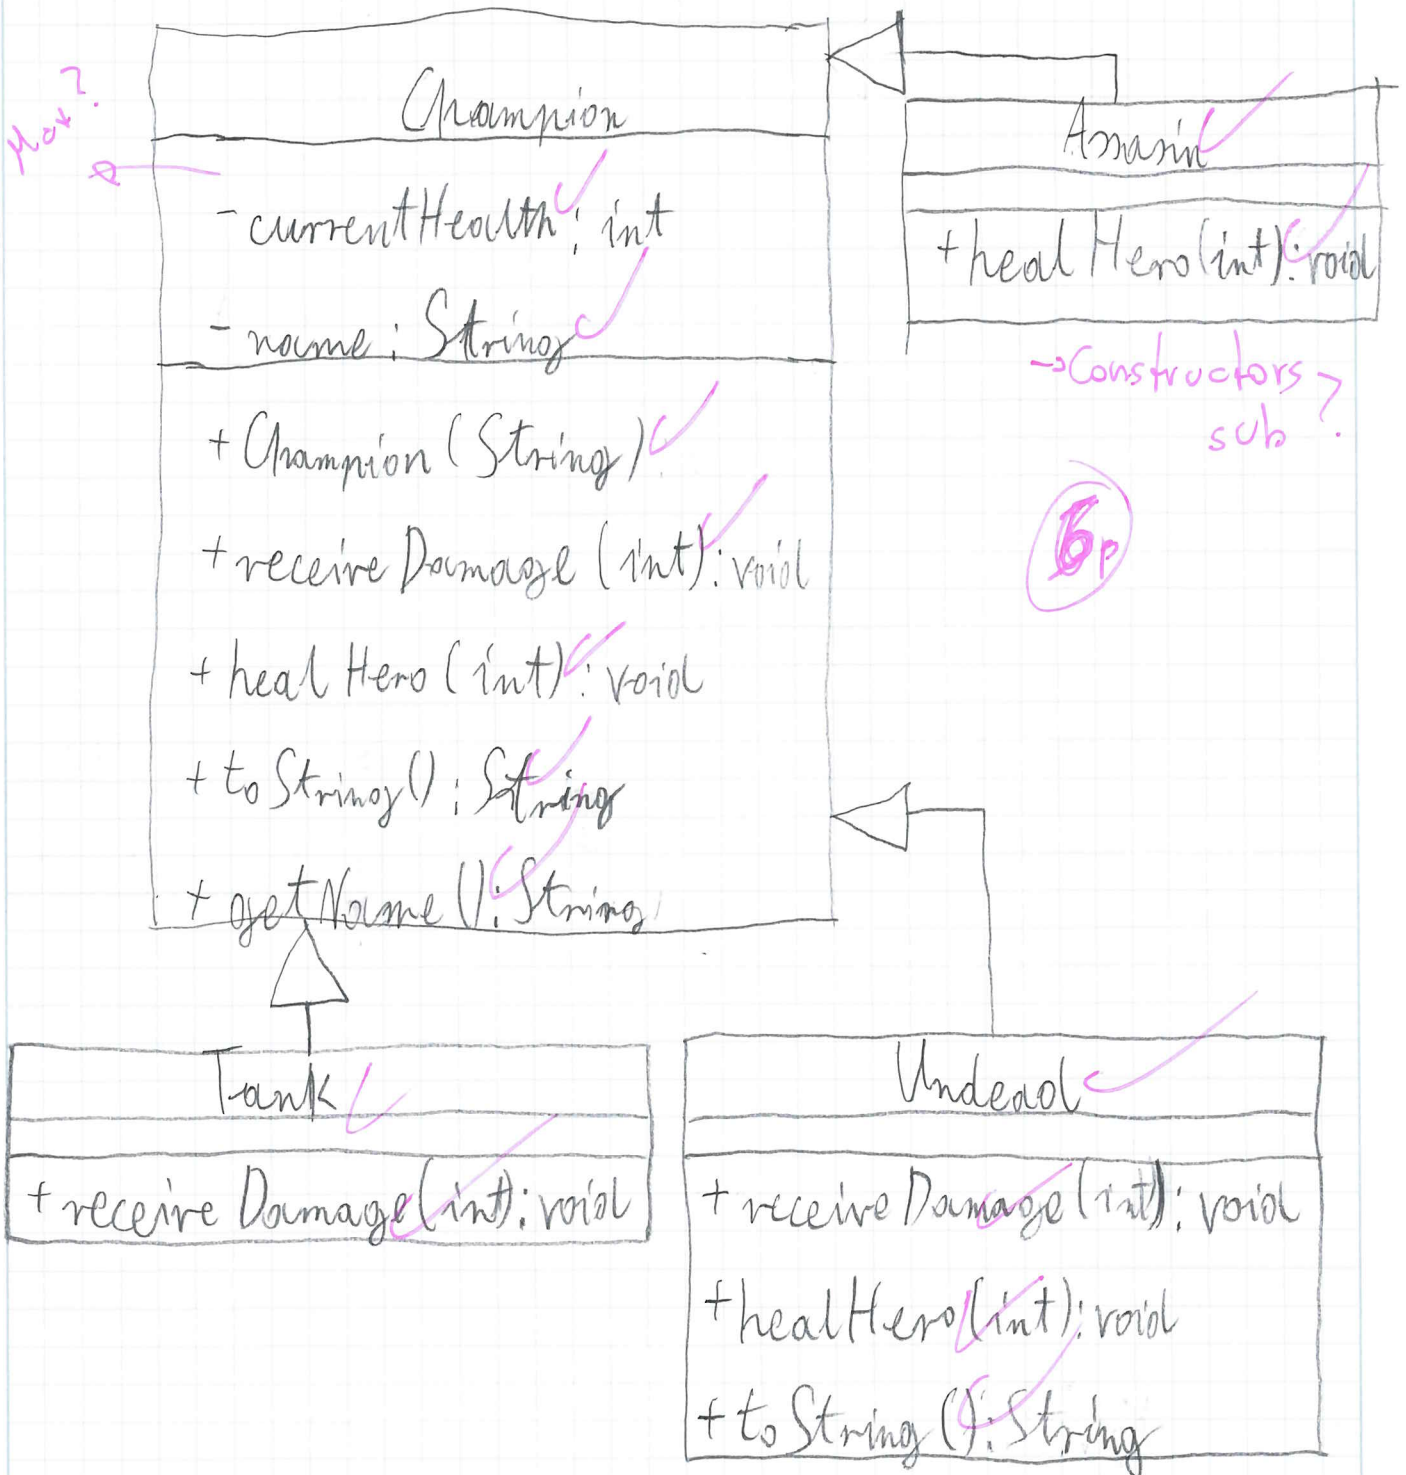 Champion
Max?
- currentHealth : int
- name : String
+ Champion (String)
+ receiveDamage (int) : void
+ healHero (int) : void
+ toString() : String
+ getName() : String
Assasin
+ healHero(int) : void
→ Constructors
sub ?
6p
Tank
+ receiveDamage(int) : void
Undead
+ receiveDamage (int) : void
+ healHero(int) : void
+ toString () : String